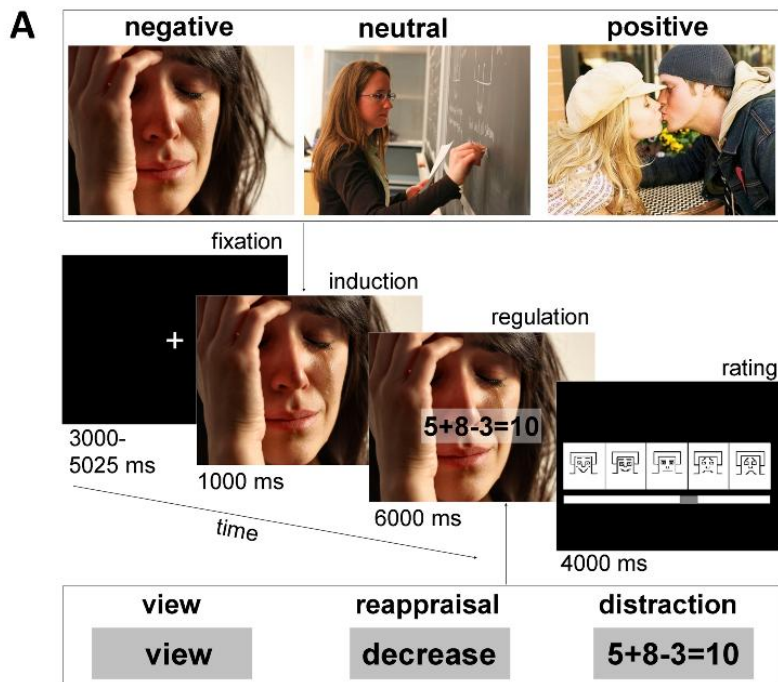 A
negative neutral positive
fixation
induction
regulation
rating
+
5+8-3=10
3000-
5025 ms
1000 ms
6000 ms
4000 ms
time
view reappraisal distraction
view decrease 5+8-3=10